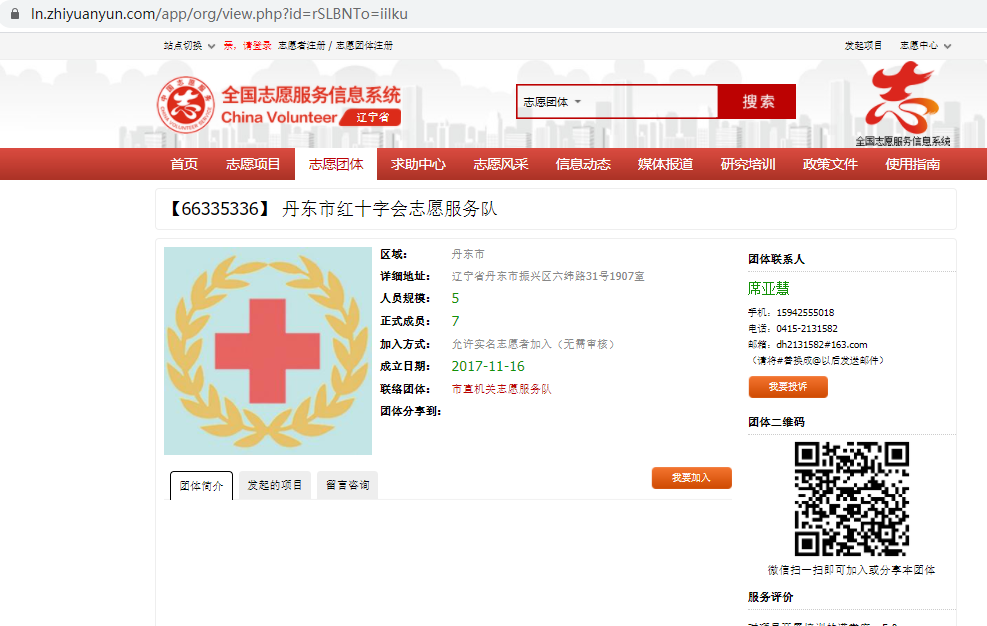 ln.zhiyuanyun.com/app/org/view.php?id=rSLBNTo=iilku
站点切换 亲，请登录 志愿者注册 / 志愿团体注册 发起项目 志愿中心
全国志愿服务信息系统
China Volunteer 辽宁省
志愿团体 搜索
全国志愿服务信息系统
首页 志愿项目 志愿团体 求助中心 志愿风采 信息动态 媒体报道 研究培训 政策文件 使用指南
【66335336】 丹东市红十字会志愿服务队
区域： 丹东市
详细地址： 辽宁省丹东市振兴区六纬路31号1907室
人员规模： 5
正式成员： 7
加入方式： 允许实名志愿者加入（无需审核）
成立日期： 2017-11-16
联络团体： 市直机关志愿服务队
团体分享到：
团体联系人
席亚慧
手机：15942555018
电话：0415-2131582
邮箱：dh2131582#163.com
（请将#替换成@以后发送邮件）
我要投诉
团体二维码
微信扫一扫即可加入或分享本团体
服务评价
团体简介 发起的项目 留言咨询 我要加入